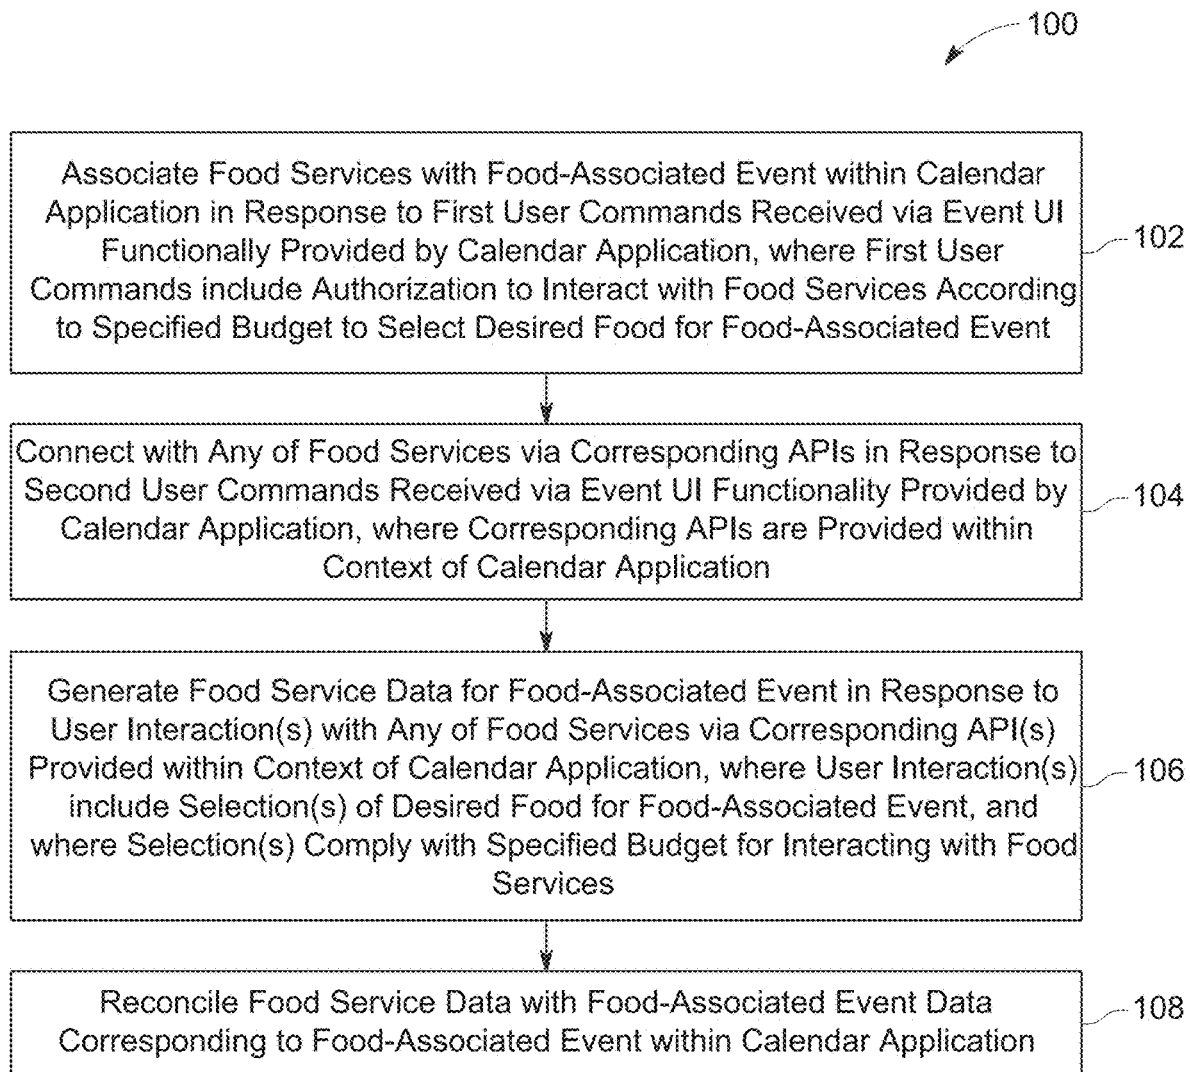 100
Associate Food Services with Food-Associated Event within Calendar
Application in Response to First User Commands Received via Event UI
Functionally Provided by Calendar Application, where First User
Commands include Authorization to Interact with Food Services According
to Specified Budget to Select Desired Food for Food-Associated Event
102
Connect with Any of Food Services via Corresponding APIs in Response to
Second User Commands Received via Event UI Functionality Provided by
Calendar Application, where Corresponding APIs are Provided within
Context of Calendar Application
104
Generate Food Service Data for Food-Associated Event in Response to
User Interaction(s) with Any of Food Services via Corresponding API(s)
Provided within Context of Calendar Application, where User Interaction(s)
include Selection(s) of Desired Food for Food-Associated Event, and
where Selection(s) Comply with Specified Budget for Interacting with Food
Services
106
Reconcile Food Service Data with Food-Associated Event Data
Corresponding to Food-Associated Event within Calendar Application
108